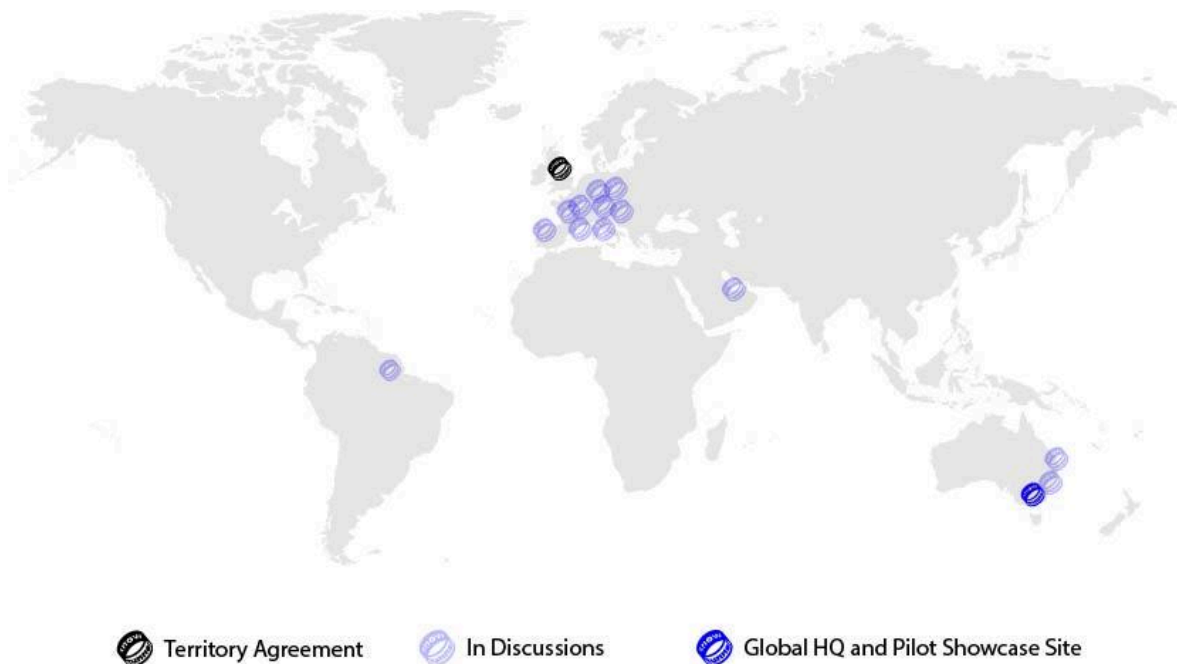 Territory Agreement
In Discussions
Global HQ and Pilot Showcase Site